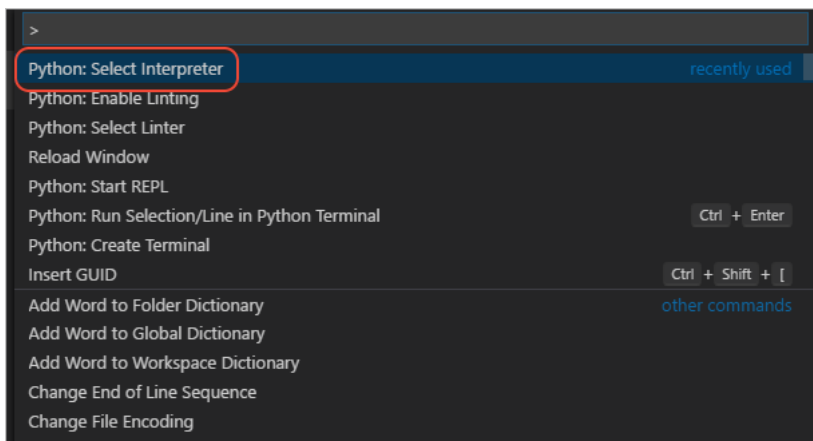 >
Python: Select Interpreter recently used
Python: Enable Linting
Python: Select Linter
Reload Window
Python: Start REPL
Python: Run Selection/Line in Python Terminal Ctrl + Enter
Python: Create Terminal
Insert GUID Ctrl + Shift + [
Add Word to Folder Dictionary other commands
Add Word to Global Dictionary
Add Word to Workspace Dictionary
Change End of Line Sequence
Change File Encoding